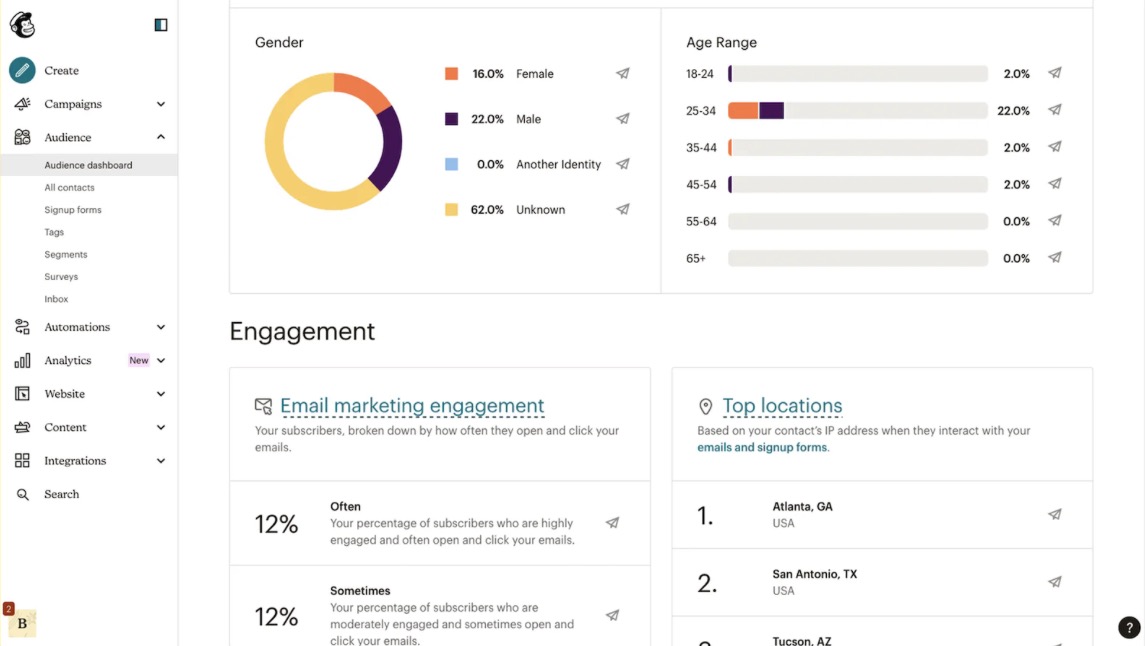 Create
Campaigns
Audience
Audience dashboard
All contacts
Signup forms
Tags
Segments
Surveys
Inbox
Automations
Analytics New
Website
Content
Integrations
Search
2
B
Gender
16.0% Female
22.0% Male
0.0% Another Identity
62.0% Unknown
Age Range
18-24 2.0%
25-34 22.0%
35-44 2.0%
45-54 2.0%
55-64 0.0%
65+ 0.0%
Engagement
Email marketing engagement
Your subscribers, broken down by how often they open and click your
emails.
12%
Often
Your percentage of subscribers who are highly
engaged and often open and click your emails.
12%
Sometimes
Your percentage of subscribers who are
moderately engaged and sometimes open and
click your emails.
Top locations
Based on your contact's IP address when they interact with your
emails and signup forms.
1.
Atlanta, GA
USA
2.
San Antonio, TX
USA
Tucson, AZ
?